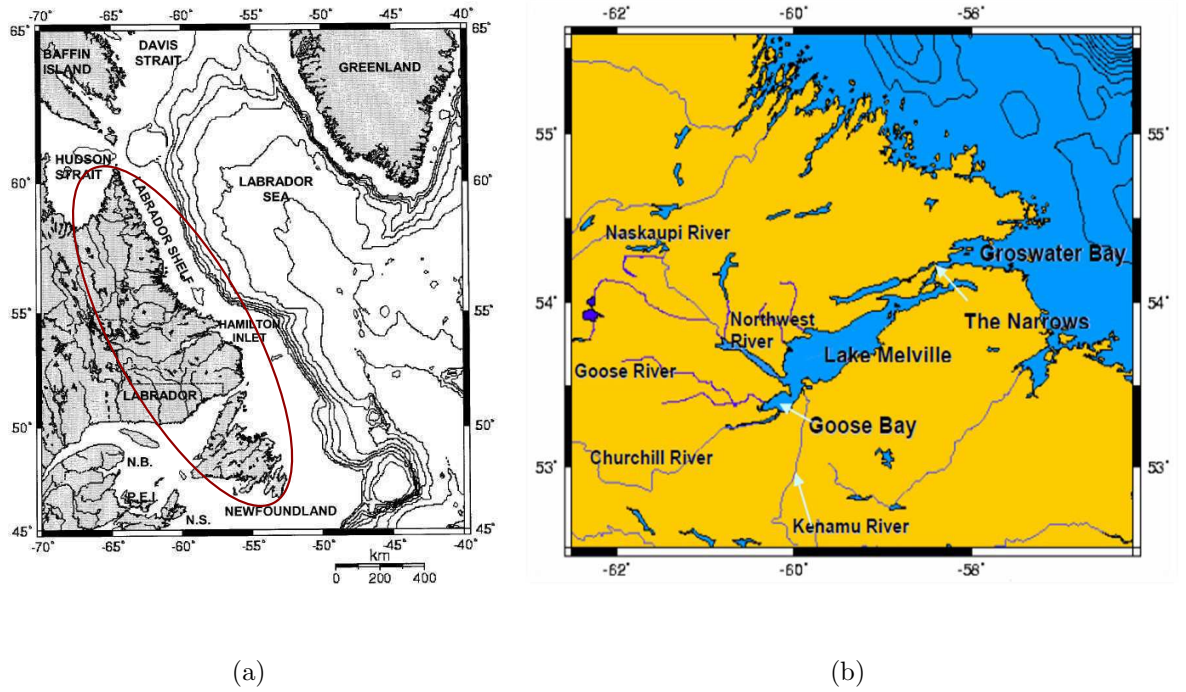 -70° -65° -60° -55° -50° -45° -40°
65° 65°
DAVIS
STRAIT
BAFFIN
ISLAND
GREENLAND
HUDSON
STRAIT
60° 60°
LABRADOR
SEA
LABRADOR SHELF
55° 55°
HAMILTON
INLET
LABRADOR
50° 50°
N.B.
P.E.I
N.S.
NEWFOUNDLAND
45° 45°
-70° -65° -60° -55° -50° -45° -40°
km
0 200 400
(a)
-62° -60° -58°
55° 55°
Naskaupi River
Groswater Bay
54° 54°
Northwest
River
The Narrows
Lake Melville
Goose River
Goose Bay
Churchill River
53° 53°
Kenamu River
-62° -60° -58°
(b)